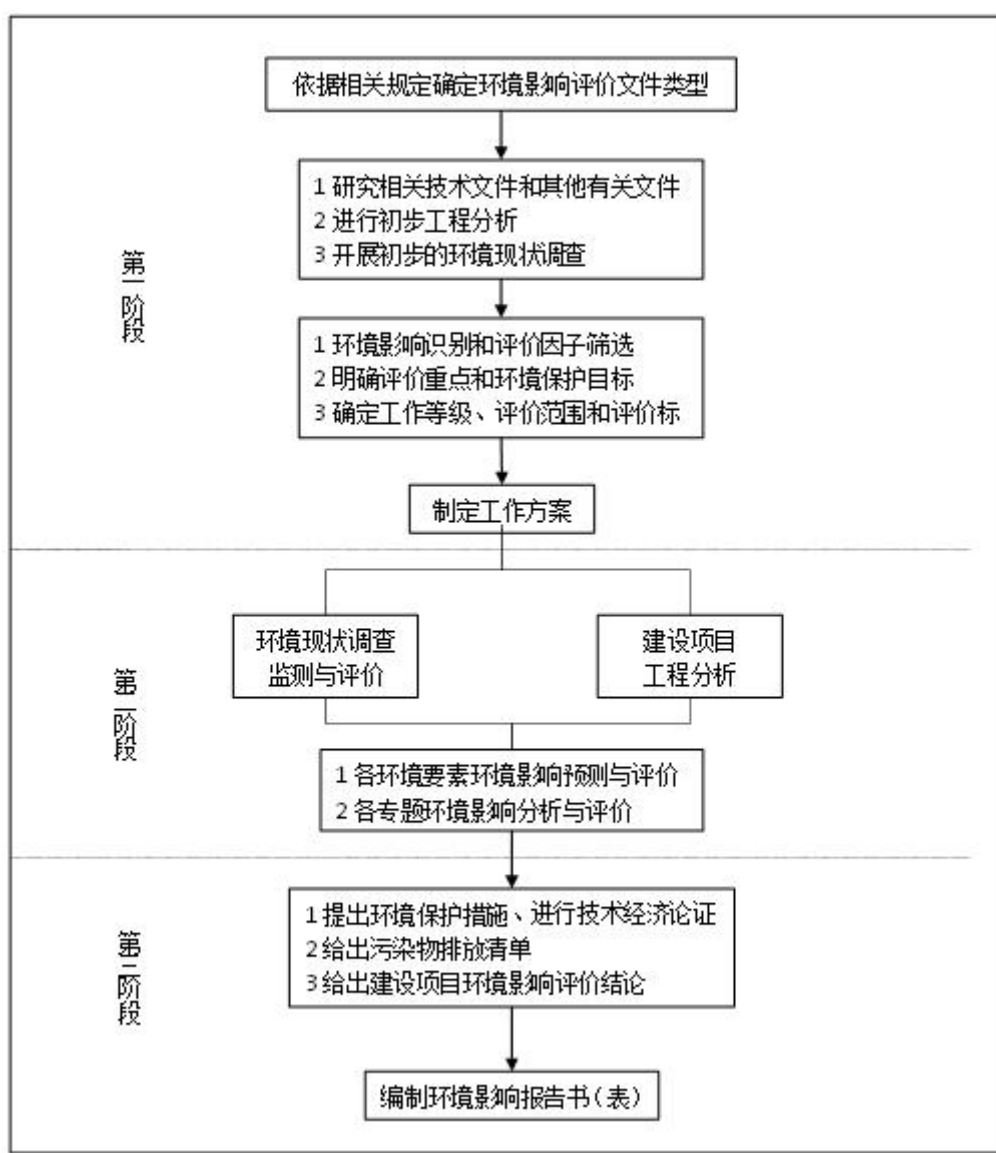 依据相关规定确定环境影响评价文件类型
1 研究相关技术文件和其他有关文件
2 进行初步工程分析
3 开展初步的环境现状调查
第一阶段
1 环境影响识别和评价因子筛选
2 明确评价重点和环境保护目标
3 确定工作等级、评价范围和评价标
制定工作方案
环境现状调查
监测与评价
建设项目
工程分析
第二阶段
1 各环境要素环境影响预测与评价
2 各专题环境影响分析与评价
1 提出环境保护措施、进行技术经济论证
2 给出污染物排放清单
3 给出建设项目环境影响评价结论
第三阶段
编制环境影响报告书（表）